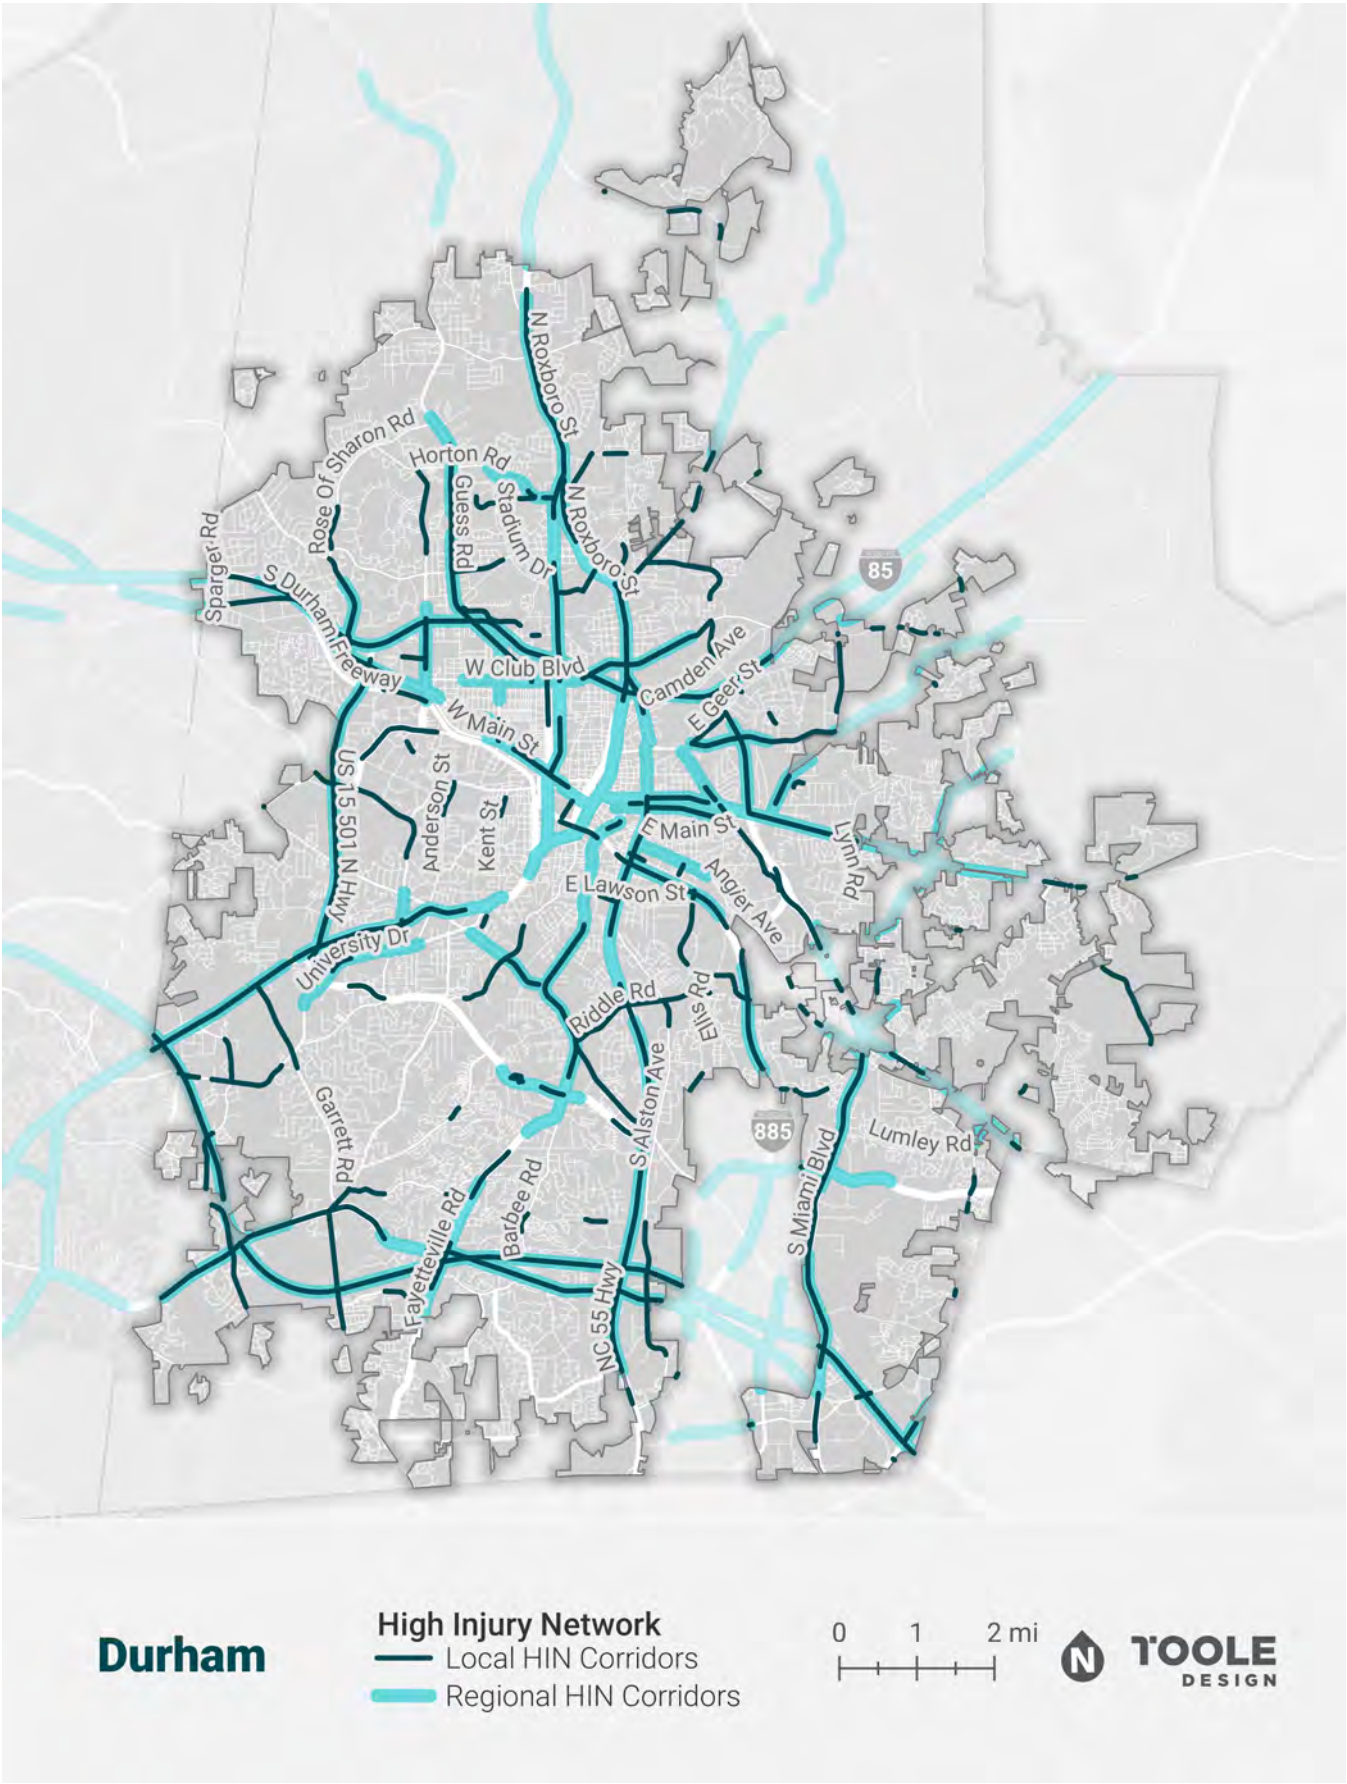 N Roxboro St
Rose Of Sharon Rd
Horton Rd
Guess Rd
Stadium Dr
N Roxboro St
Sparger Rd
S Durham Freeway
85
W Club Blvd
Camden Ave
E Geer St
W Main St
US 15 501 N Hwy
Anderson St
Kent St
E Main St
Lynn Rd
Angier Ave
E Lawson St
University Dr
Riddle Rd
Ellis Rd
S Alston Ave
Garrett Rd
885
Lumley Rd
S Miami Blvd
Barbee Rd
Fayetteville Rd
NC 55 Hwy
Durham
High Injury Network
Local HIN Corridors
Regional HIN Corridors
0 1 2 mi
N
TOOLE
DESIGN